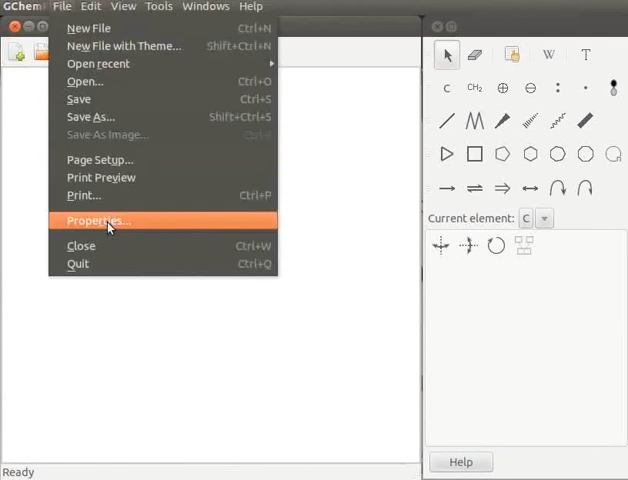 GChem File Edit View Tools Windows Help
New File Ctrl+N
New File with Theme... Shift+Ctrl+N
Open recent
Open... Ctrl+O
Save Ctrl+S
Save As... Shift+Ctrl+S
Save As Image...
Page Setup...
Print Preview
Print... Ctrl+P
Properties...
Close Ctrl+W
Quit Ctrl+Q
W T
C CH2
Current element: C
Help
Ready